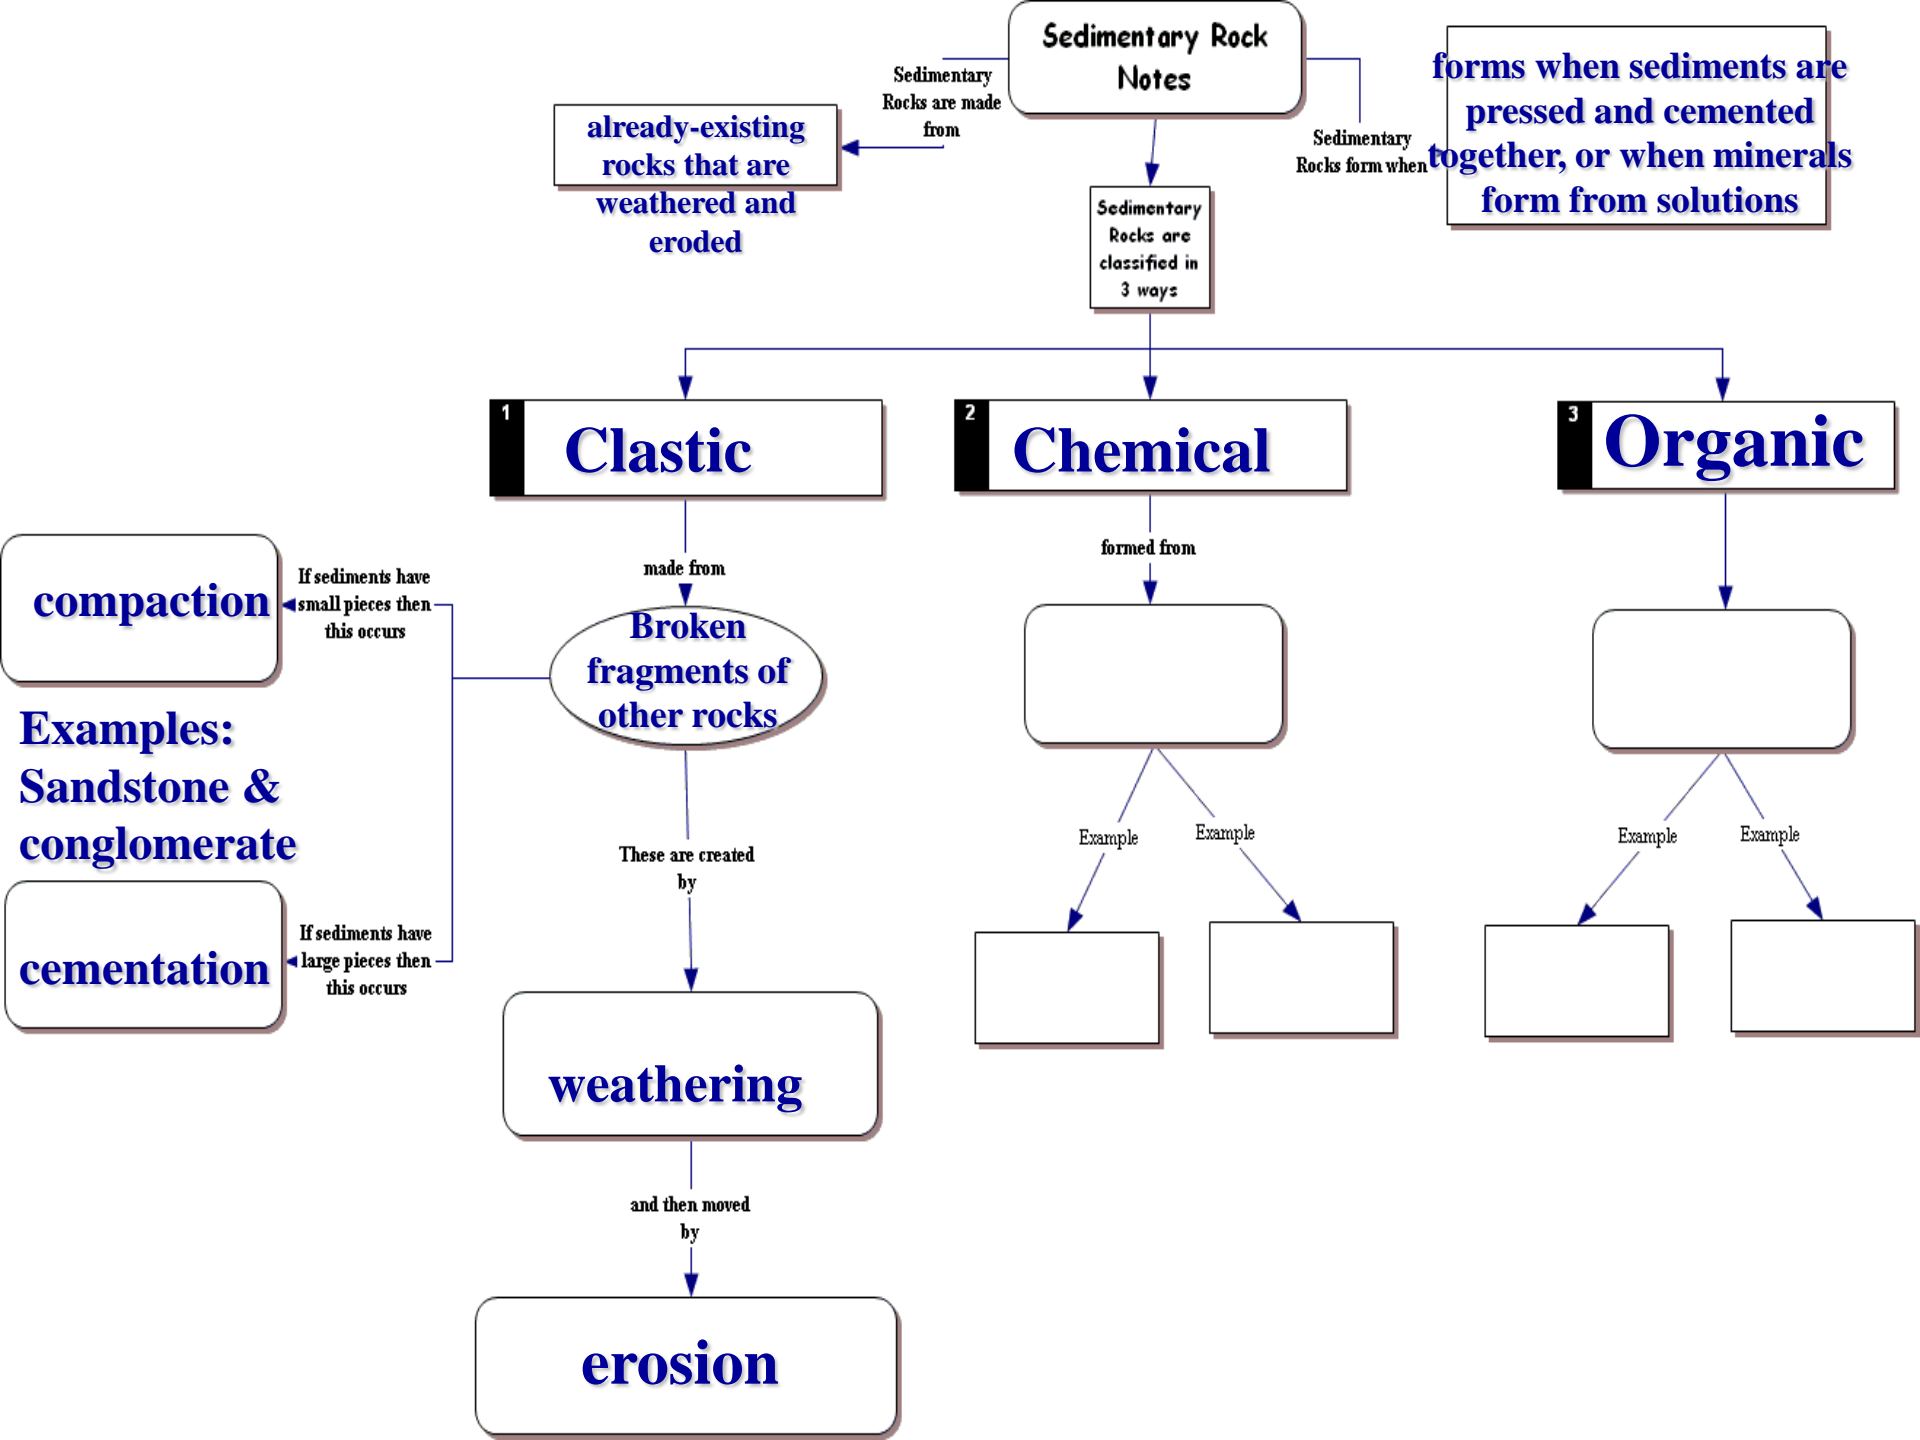 Sedimentary Rock
Notes
Sedimentary
Rocks are made
from
already-existing
rocks that are
weathered and
eroded
Sedimentary
Rocks form when
forms when sediments are
pressed and cemented
together, or when minerals
form from solutions
Sedimentary
Rocks are
classified in
3 ways
1
Clastic
2
Chemical
3
Organic
made from
Broken
fragments of
other rocks
If sediments have
small pieces then
this occurs
compaction
Examples:
Sandstone &
conglomerate
If sediments have
large pieces then
this occurs
cementation
These are created
by
weathering
and then moved
by
erosion
formed from
Example
Example
Example
Example